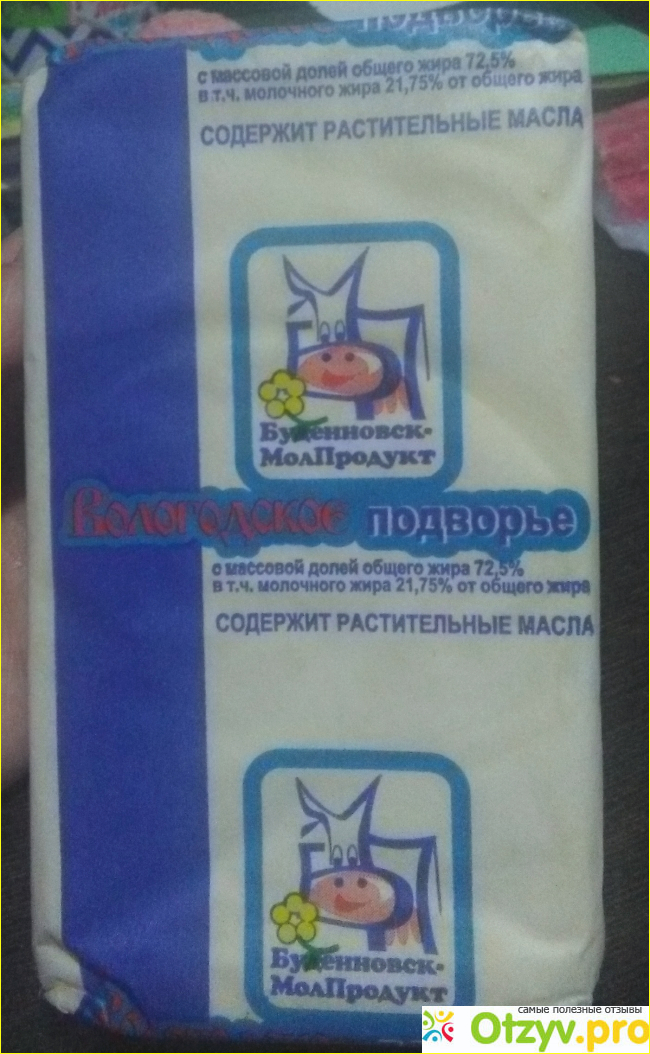 подворье
с массовой долей общего жира 72,5%
в т.ч. молочного жира 21,75% от общего жира
СОДЕРЖИТ РАСТИТЕЛЬНЫЕ МАСЛА
Буденновск-
МолПродукт
Вологодское подворье
с массовой долей общего жира 72,5%
в т.ч. молочного жира 21,75% от общего жира
СОДЕРЖИТ РАСТИТЕЛЬНЫЕ МАСЛА
Буденновск-
МолПродукт
самые полезные отзывы
Otzyv.pro